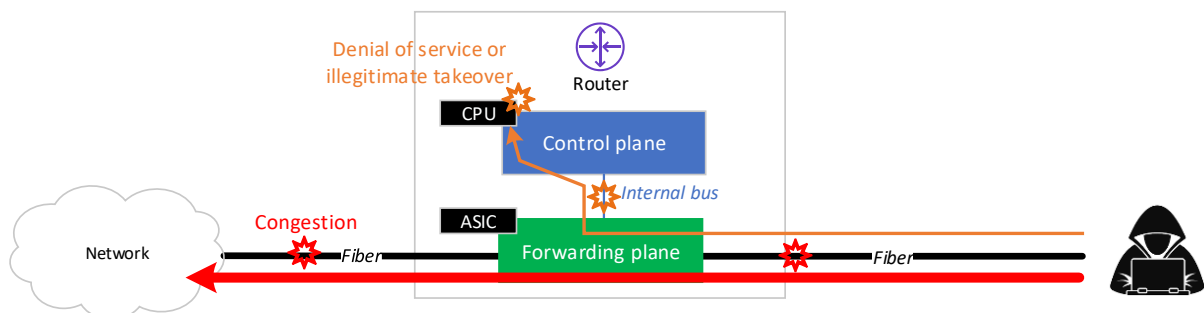 Denial of service or
illegitimate takeover
Router
CPU
Control plane
Internal bus
ASIC
Congestion
Network
Fiber
Forwarding plane
Fiber